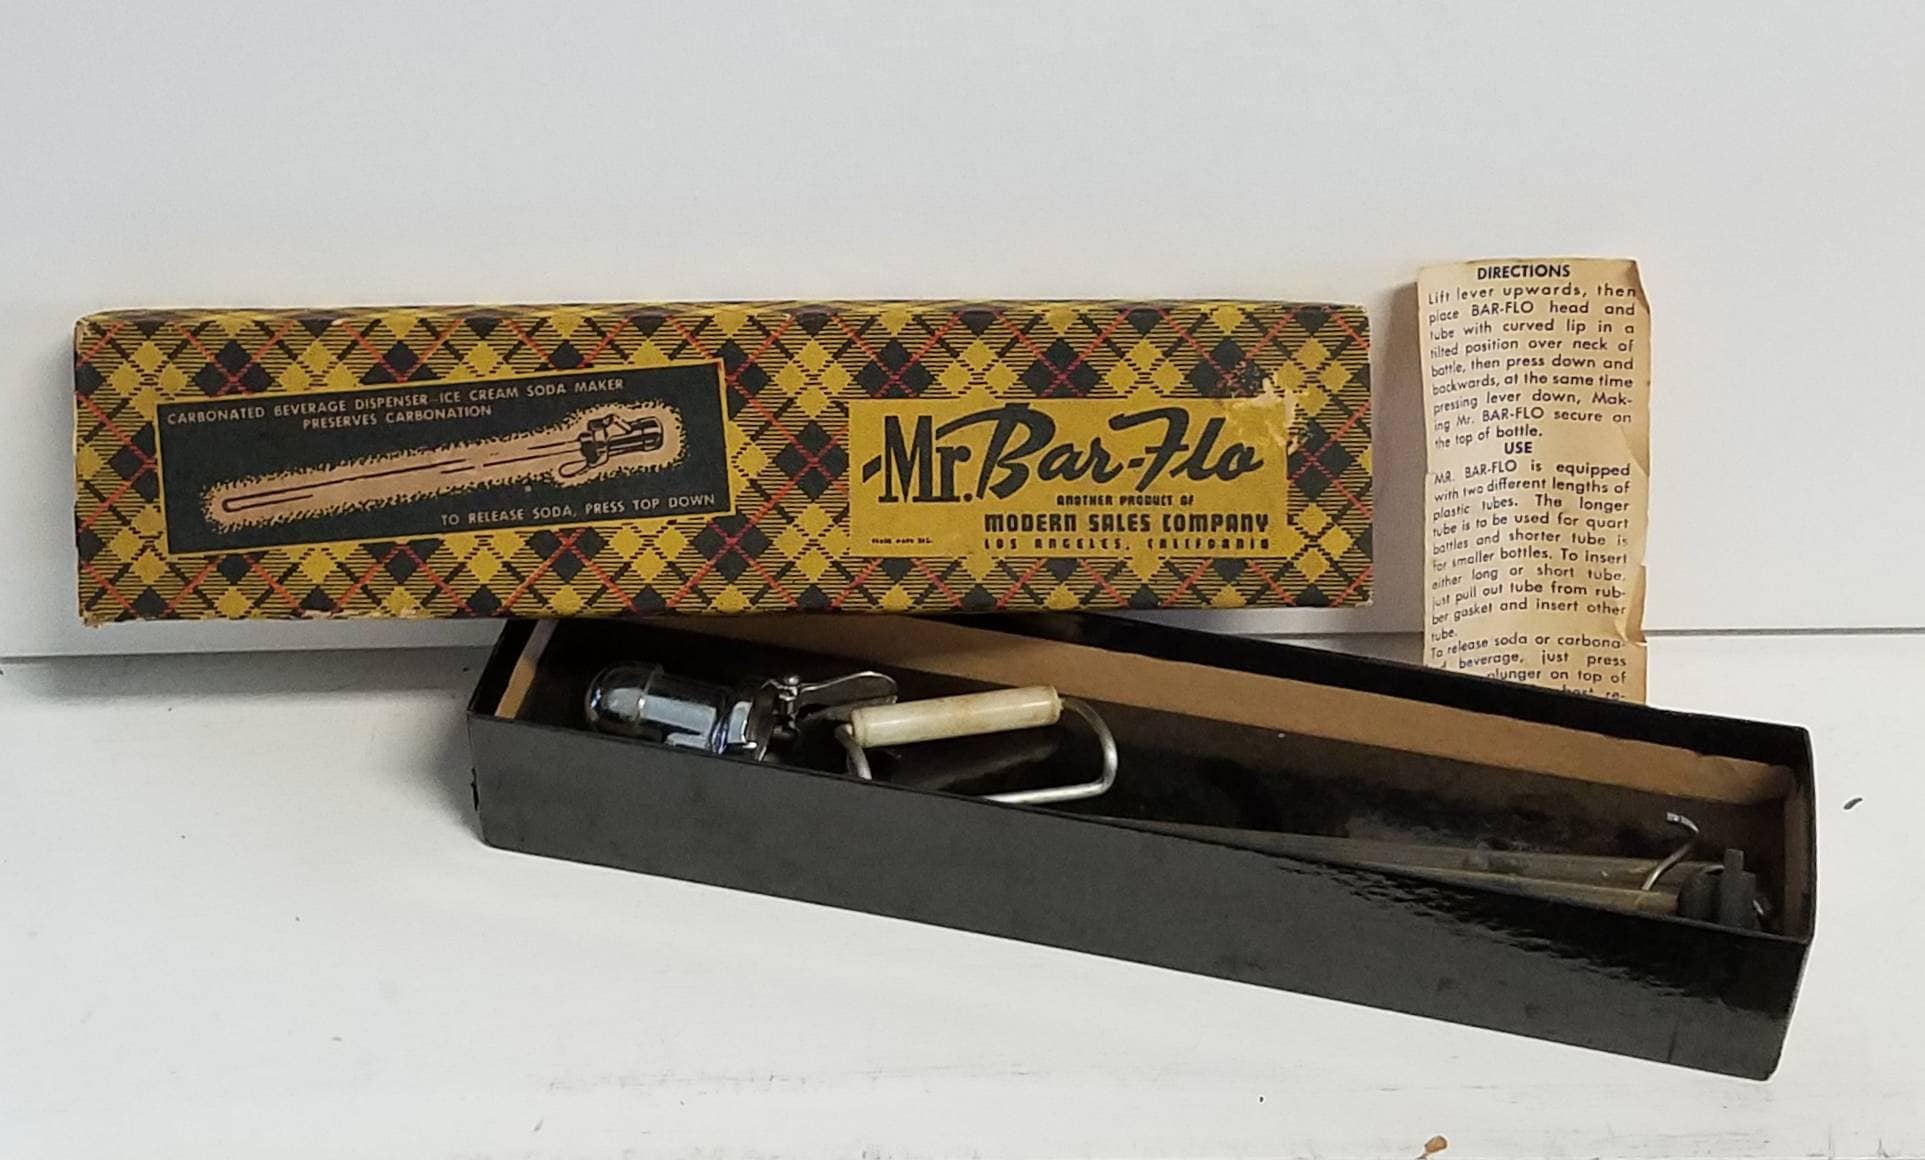 CARBONATED BEVERAGE DISPENSER-ICE CREAM SODA MAKER
PRESERVES CARBONATION
TO RELEASE SODA, PRESS TOP DOWN
Mr. Bar-Flo
ANOTHER PRODUCT OF
MODERN SALES COMPANY
LOS ANGELES, CALIFORNIA
DIRECTIONS
Lift lever upwards, then
place BAR-FLO head and
tube with curved lip in a
tilted position over neck of
bottle, then press down and
backwards, at the same time
pressing lever down, Mak-
ing Mr. BAR-FLO secure on
the top of bottle.
USE
MR. BAR-FLO is equipped
with two different lengths of
plastic tubes. The longer
tube is to be used for quart
bottles and shorter tube is
for smaller bottles. To insert
either long or short tube,
just pull out tube from rub-
ber gasket and insert other
tube.
To release soda or carbona-
beverage, just press
plunger on top of
re-